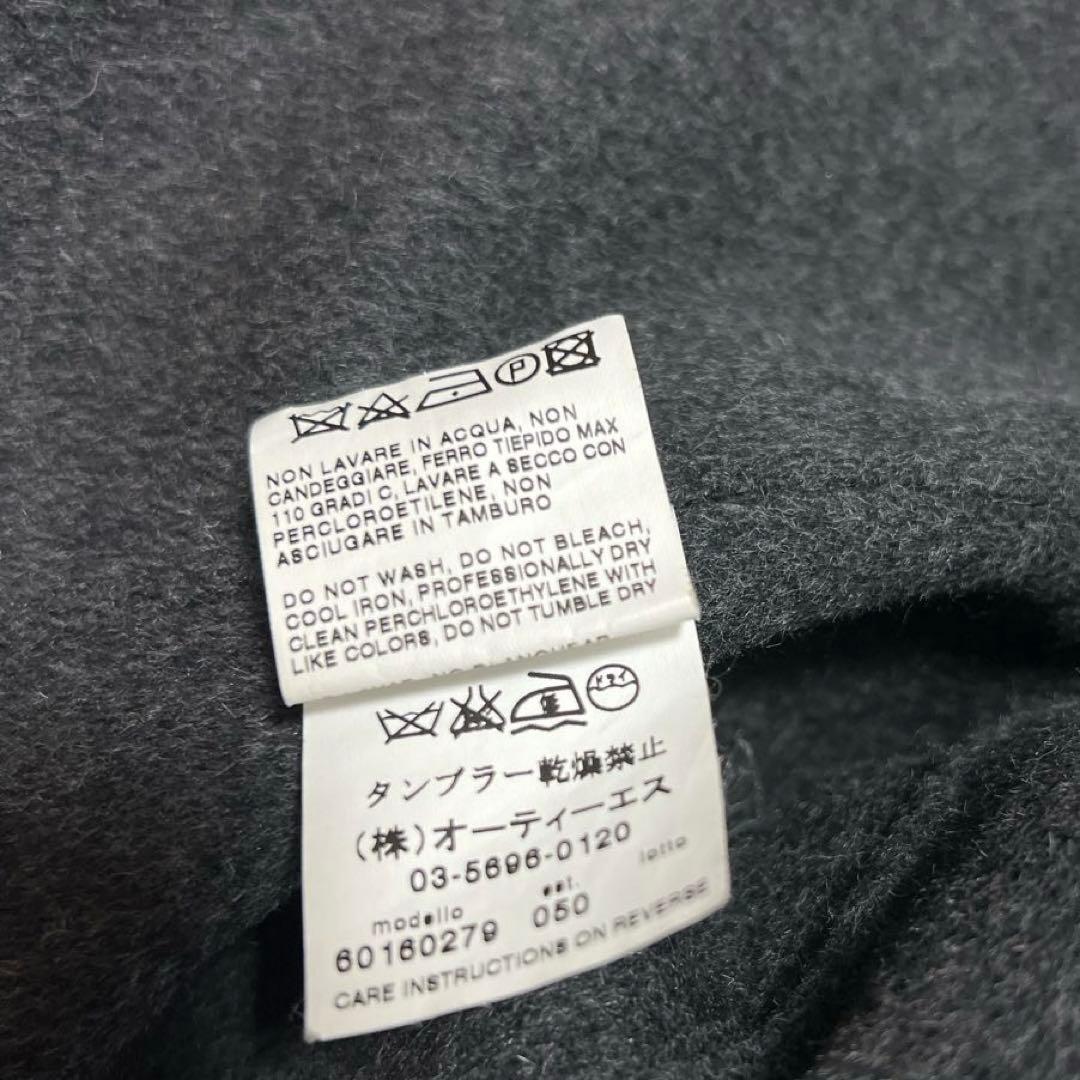 P
NON LAVARE IN ACQUA, NON
CANDEGGIARE, FERRO TIEPIDO MAX
110 GRADI C, LAVARE A SECCO CON
PERCLOROETILENE, NON
ASCIUGARE IN TAMBURO
DO NOT WASH, DO NOT BLEACH,
COOL IRON, PROFESSIONALLY DRY
CLEAN PERCHLOROETHYLENE WITH
LIKE COLORS, DO NOT TUMBLE DRY
低 ドライ
タンブラー乾燥禁止
(株)オーティーエス
03-5696-0120
modello est. lotto
60160279 050
CARE INSTRUCTIONS ON REVERSE